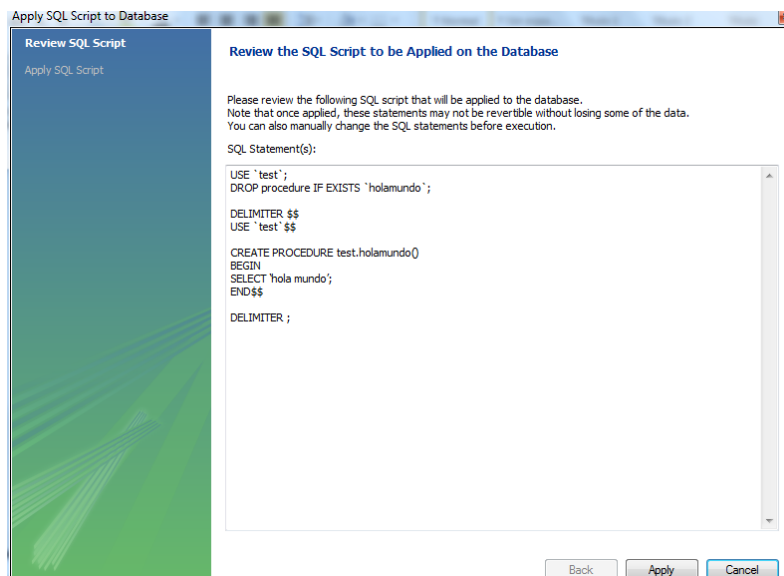 Apply SQL Script to Database
Review SQL Script
Apply SQL Script
Review the SQL Script to be Applied on the Database
Please review the following SQL script that will be applied to the database.
Note that once applied, these statements may not be revertible without losing some of the data.
You can also manually change the SQL statements before execution.
SQL Statement(s):
USE `test`;
DROP procedure IF EXISTS `holamundo`;
DELIMITER $$
USE `test`$$
CREATE PROCEDURE test.holamundo()
BEGIN
SELECT ‘hola mundo’;
END$$
DELIMITER ;
Back
Apply
Cancel